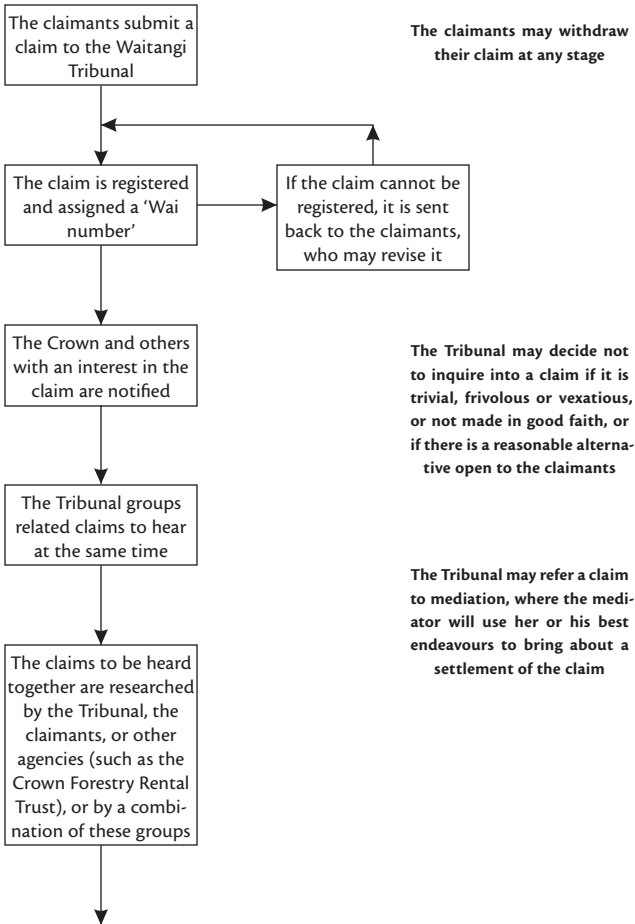 The claimants submit a
claim to the Waitangi
Tribunal
The claimants may withdraw
their claim at any stage
The claim is registered
and assigned a ‘Wai
number’
If the claim cannot be
registered, it is sent
back to the claimants,
who may revise it
The Crown and others
with an interest in the
claim are notified
The Tribunal may decide not
to inquire into a claim if it is
trivial, frivolous or vexatious,
or not made in good faith, or
if there is a reasonable alterna-
tive open to the claimants
The Tribunal groups
related claims to hear
at the same time
The Tribunal may refer a claim
to mediation, where the medi-
ator will use her or his best
endeavours to bring about a
settlement of the claim
The claims to be heard
together are researched
by the Tribunal, the
claimants, or other
agencies (such as the
Crown Forestry Rental
Trust), or by a combi-
nation of these groups